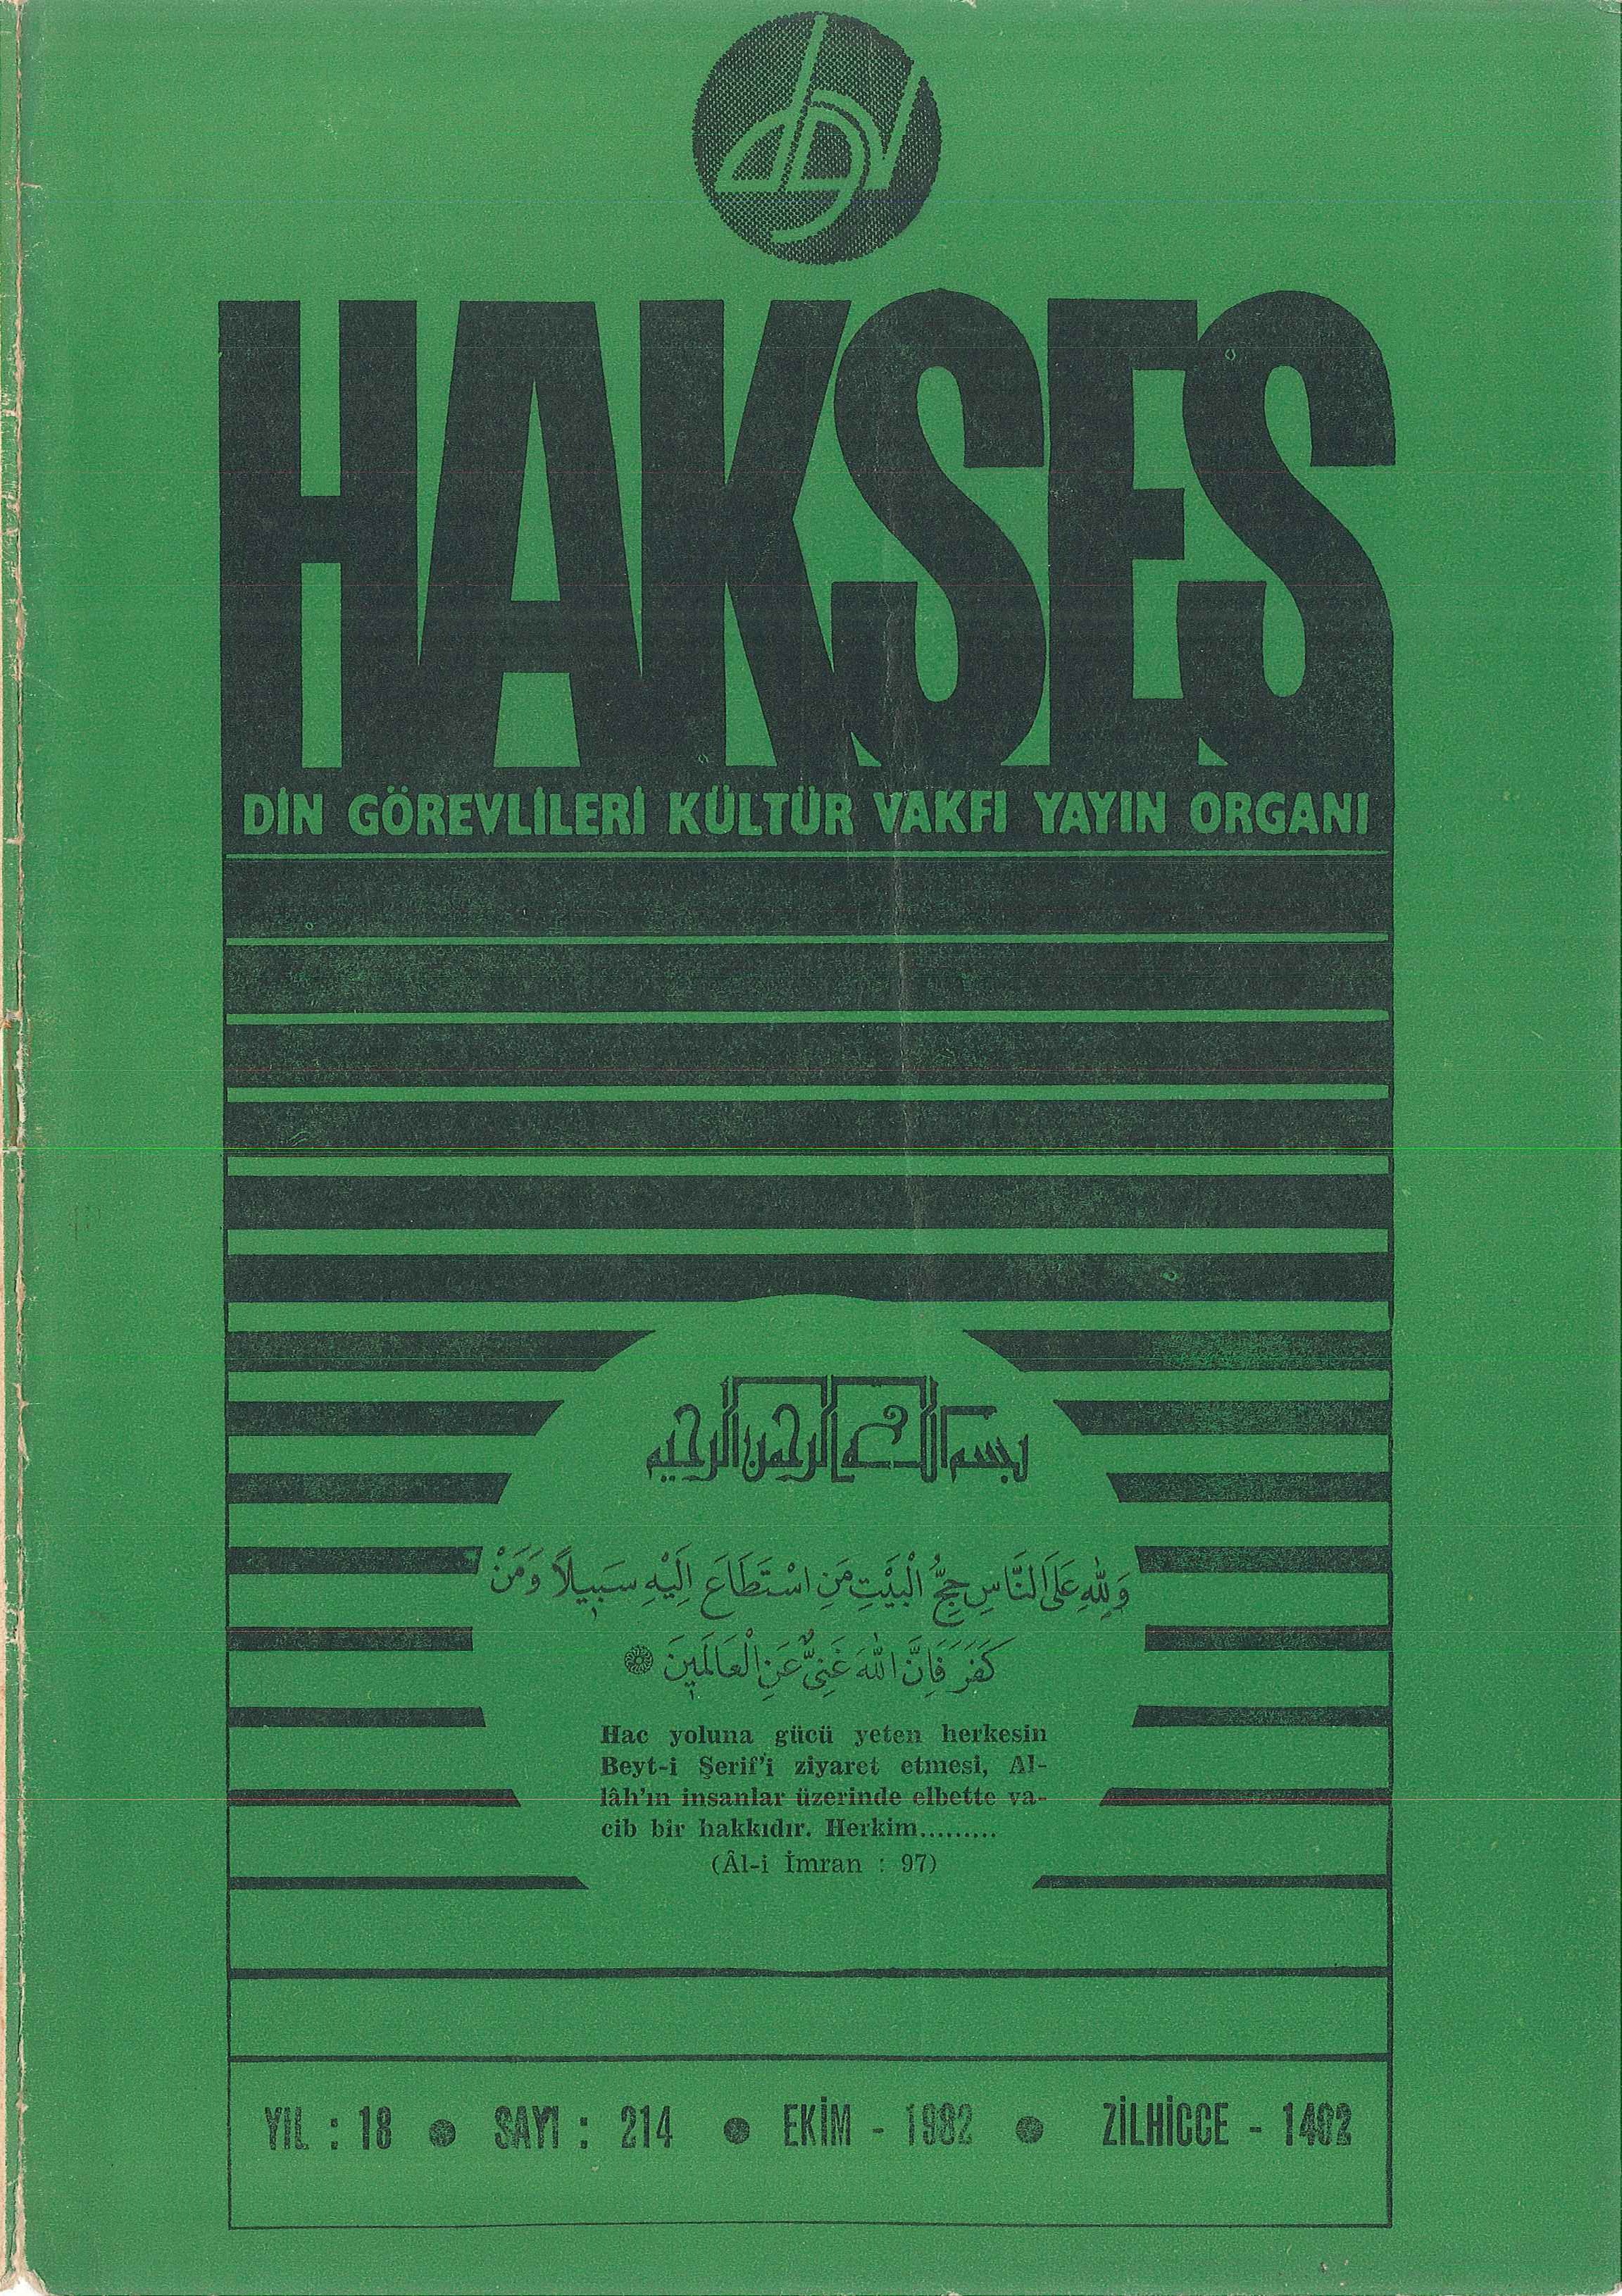 HAKSES
DİN GÖREVLİLERİ KÜLTÜR VAKFI YAYIN ORGANI
بسم الله الرحمن الرحيم
وَلِلّٰهِ عَلَى النَّاسِ حِجُّ الْبَيْتِ مَنِ اسْتَطَاعَ اِلَيْهِ سَبِيلاً وَمَنْ
كَفَرَ فَاِنَّ اللّٰهَ غَنِىٌّ عَنِ الْعَالَمِينَ
Hac yoluna gücü yeten herkesin
Beyt-i Şerif'i ziyaret etmesi, Al-
lâh'ın insanlar üzerinde elbette va-
cib bir hakkıdır. Herkim.........
(Âl-i İmran : 97)
YIL : 18 ● SAYI : 214 ● EKİM - 1982 ● ZİLHİCCE - 1402